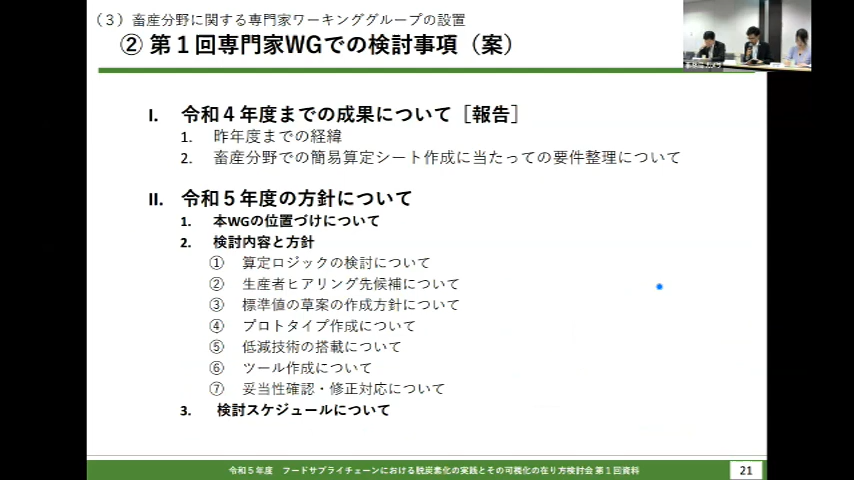 （３）畜産分野に関する専門家ワーキンググループの設置
② 第１回専門家WGでの検討事項（案）
I. 令和４年度までの成果について［報告］
1. 昨年度までの経緯
2. 畜産分野での簡易算定シート作成に当たっての要件整理について
II. 令和５年度の方針について
1. 本WGの位置づけについて
2. 検討内容と方針
① 算定ロジックの検討について
② 生産者ヒアリング先候補について
③ 標準値の草案の作成方針について
④ プロトタイプ作成について
⑤ 低減技術の搭載について
⑥ ツール作成について
⑦ 妥当性確認・修正対応について
3. 検討スケジュールについて
令和５年度 フードサプライチェーンにおける脱炭素化の実践とその可視化の在り方検討会 第１回資料
21